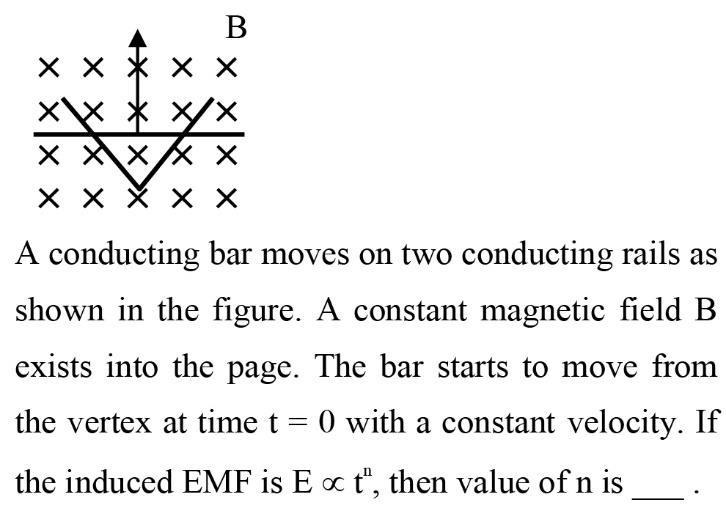 B
A conducting bar moves on two conducting rails as
shown in the figure. A constant magnetic field B
exists into the page. The bar starts to move from
the vertex at time t = 0 with a constant velocity. If
the induced EMF is E ∝ tⁿ, then value of n is ___ .